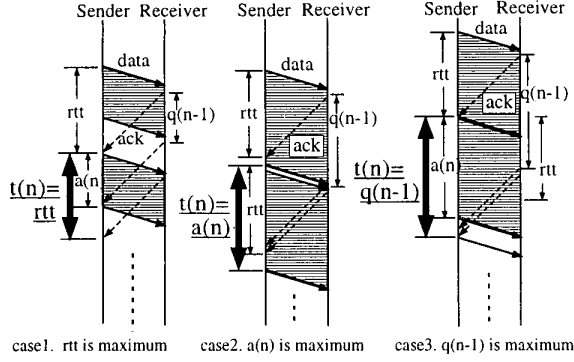 Sender Receiver
data
rtt
q(n-1)
ack
t(n)=
rtt
a(n)
case1. rtt is maximum
Sender Receiver
data
rtt
q(n-1)
ack
t(n)=
a(n)
rtt
case2. a(n) is maximum
Sender Receiver
data
rtt
q(n-1)
ack
t(n)=
q(n-1)
a(n)
rtt
case3. q(n-1) is maximum